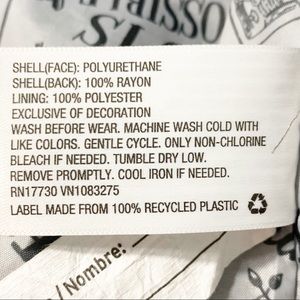 OSSIBLE
IS
SHELL(FACE): POLYURETHANE
SHELL(BACK): 100% RAYON
LINING: 100% POLYESTER
EXCLUSIVE OF DECORATION
WASH BEFORE WEAR. MACHINE WASH COLD WITH
LIKE COLORS. GENTLE CYCLE. ONLY NON-CHLORINE
BLEACH IF NEEDED. TUMBLE DRY LOW.
REMOVE PROMPTLY. COOL IRON IF NEEDED.
RN17730 VN1083275
LABEL MADE FROM 100% RECYCLED PLASTIC
/ Nombre: